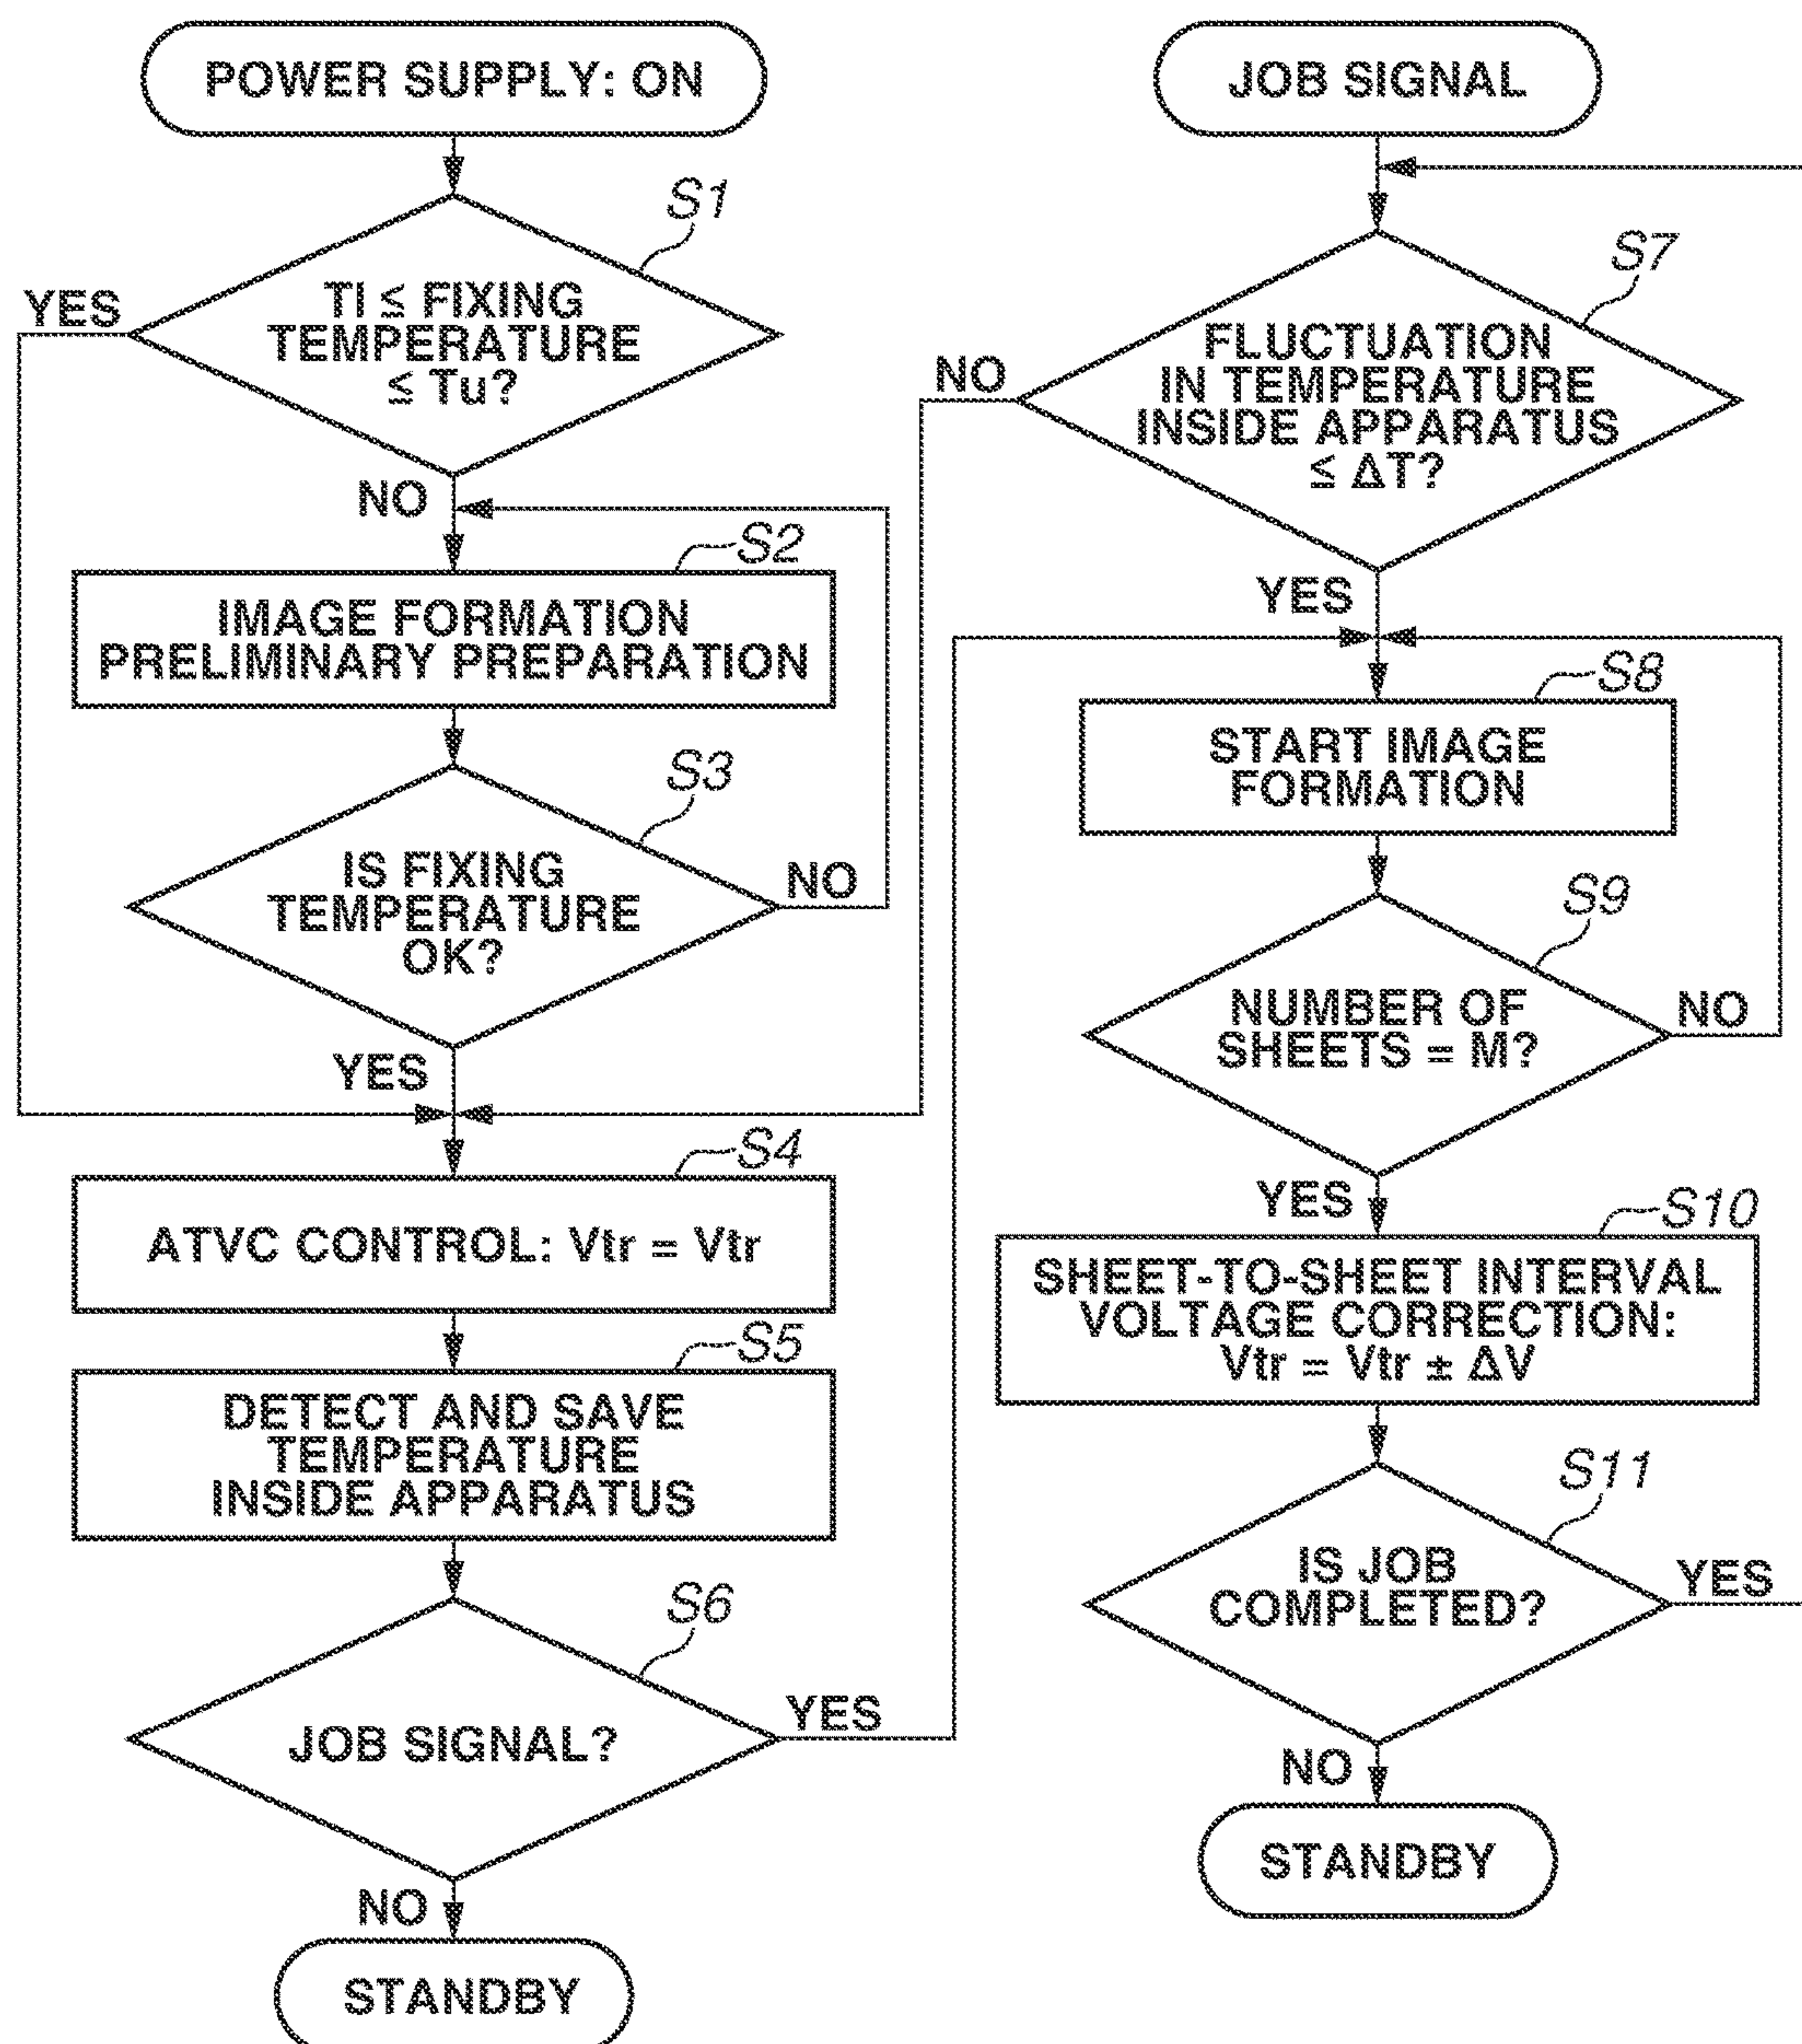 POWER SUPPLY: ON
S1
TI ≤ FIXING
TEMPERATURE
≤ Tu?
YES
NO
S2
IMAGE FORMATION
PRELIMINARY PREPARATION
S3
IS FIXING
TEMPERATURE
OK?
NO
YES
S4
ATVC CONTROL: Vtr = Vtr
S5
DETECT AND SAVE
TEMPERATURE
INSIDE APPARATUS
S6
JOB SIGNAL?
YES
NO
STANDBY
JOB SIGNAL
S7
FLUCTUATION
IN TEMPERATURE
INSIDE APPARATUS
≤ ΔT?
NO
YES
S8
START IMAGE
FORMATION
S9
NUMBER OF
SHEETS = M?
NO
YES
S10
SHEET-TO-SHEET INTERVAL
VOLTAGE CORRECTION:
Vtr = Vtr ± ΔV
S11
IS JOB
COMPLETED?
YES
NO
STANDBY